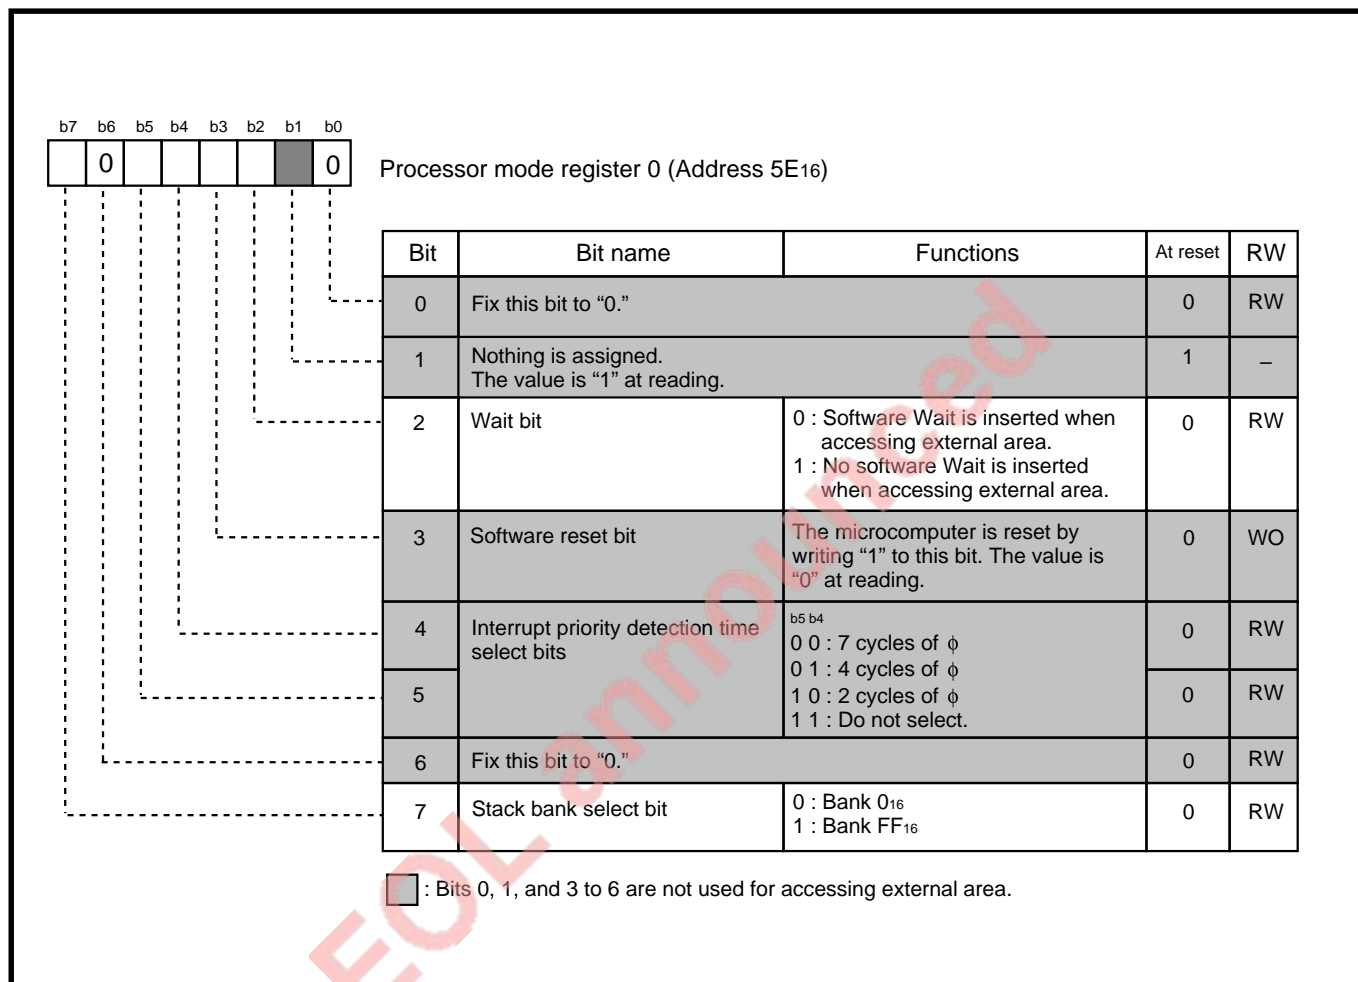 b7 b6 b5 b4 b3 b2 b1 b0
0 0
Processor mode register 0 (Address 5E16)
Bit Bit name Functions At reset RW
0 Fix this bit to “0.” 0 RW
1 Nothing is assigned. 1 –
The value is “1” at reading.
2 Wait bit 0 : Software Wait is inserted when 0 RW
accessing external area.
1 : No software Wait is inserted
when accessing external area.
3 Software reset bit The microcomputer is reset by 0 WO
writing “1” to this bit. The value is
“0” at reading.
b5 b4
4 Interrupt priority detection time 0 0 : 7 cycles of ϕ 0 RW
select bits 0 1 : 4 cycles of ϕ
5 1 0 : 2 cycles of ϕ 0 RW
1 1 : Do not select.
6 Fix this bit to “0.” 0 RW
7 Stack bank select bit 0 : Bank 016 0 RW
1 : Bank FF16
: Bits 0, 1, and 3 to 6 are not used for accessing external area.
EOL announced